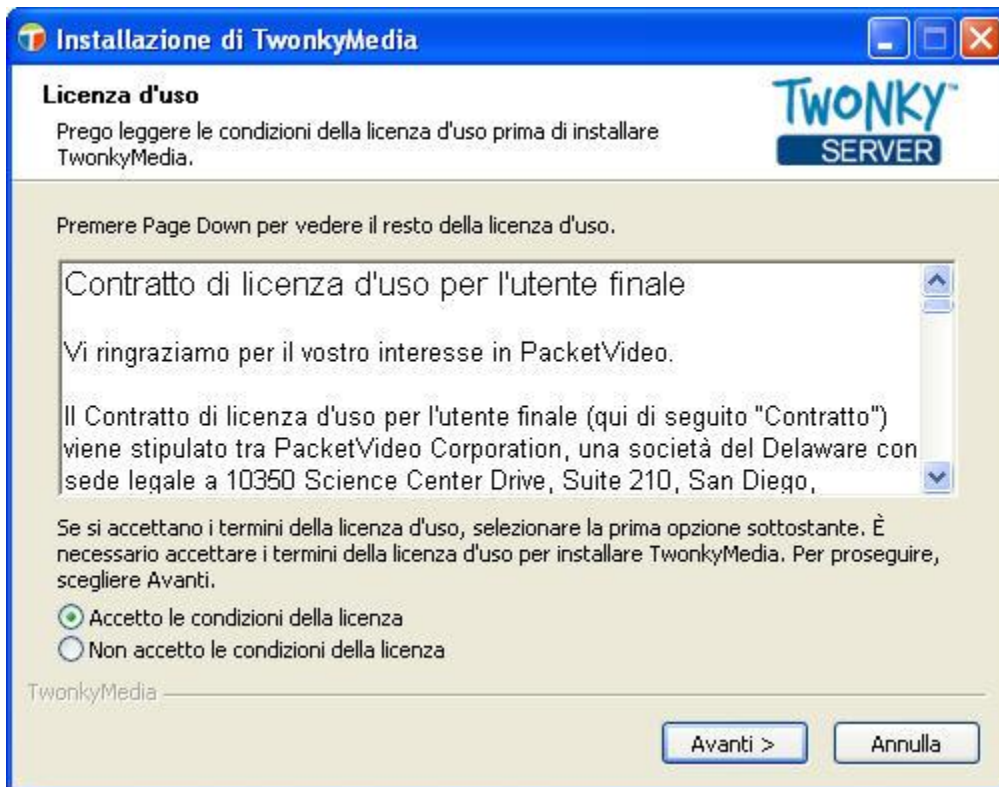 Installazione di TwonkyMedia
Licenza d'uso
Prego leggere le condizioni della licenza d'uso prima di installare
TwonkyMedia.
TWONKY™
SERVER
Premere Page Down per vedere il resto della licenza d'uso.
Contratto di licenza d'uso per l'utente finale
Vi ringraziamo per il vostro interesse in PacketVideo.
Il Contratto di licenza d'uso per l'utente finale (qui di seguito "Contratto")
viene stipulato tra PacketVideo Corporation, una società del Delaware con
sede legale a 10350 Science Center Drive, Suite 210, San Diego,
Se si accettano i termini della licenza d'uso, selezionare la prima opzione sottostante. È
necessario accettare i termini della licenza d'uso per installare TwonkyMedia. Per proseguire,
scegliere Avanti.
Accetto le condizioni della licenza
Non accetto le condizioni della licenza
TwonkyMedia
Avanti >
Annulla